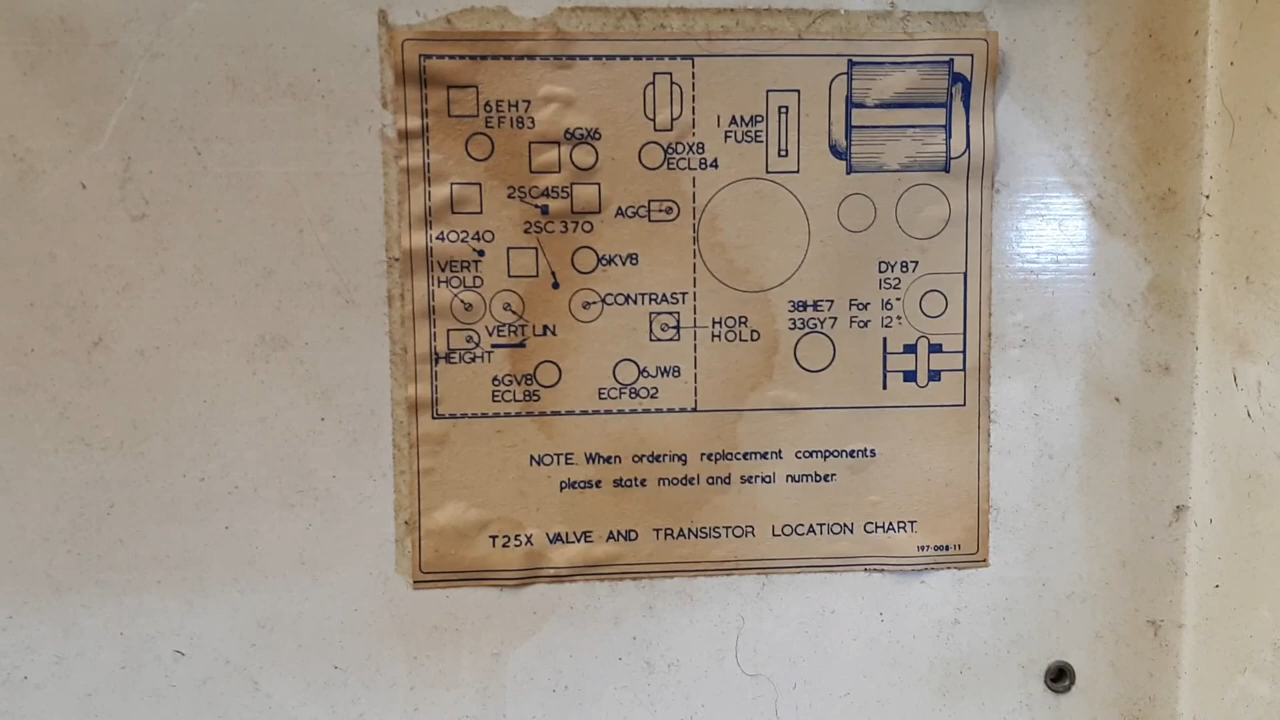 6EH7
EF183
6GX6
6DX8
ECL84
1 AMP
FUSE
2SC455
AGC
2SC370
40240
6KV8
VERT.
HOLD
CONTRAST
VERT LIN.
HOR.
HOLD
HEIGHT
DY87
1S2
38HE7 For 16"
33GY7 For 12"
6GV8
ECL85
6JW8
ECF802
NOTE. When ordering replacement components
please state model and serial number.
T25X VALVE AND TRANSISTOR LOCATION CHART.
197-008-11